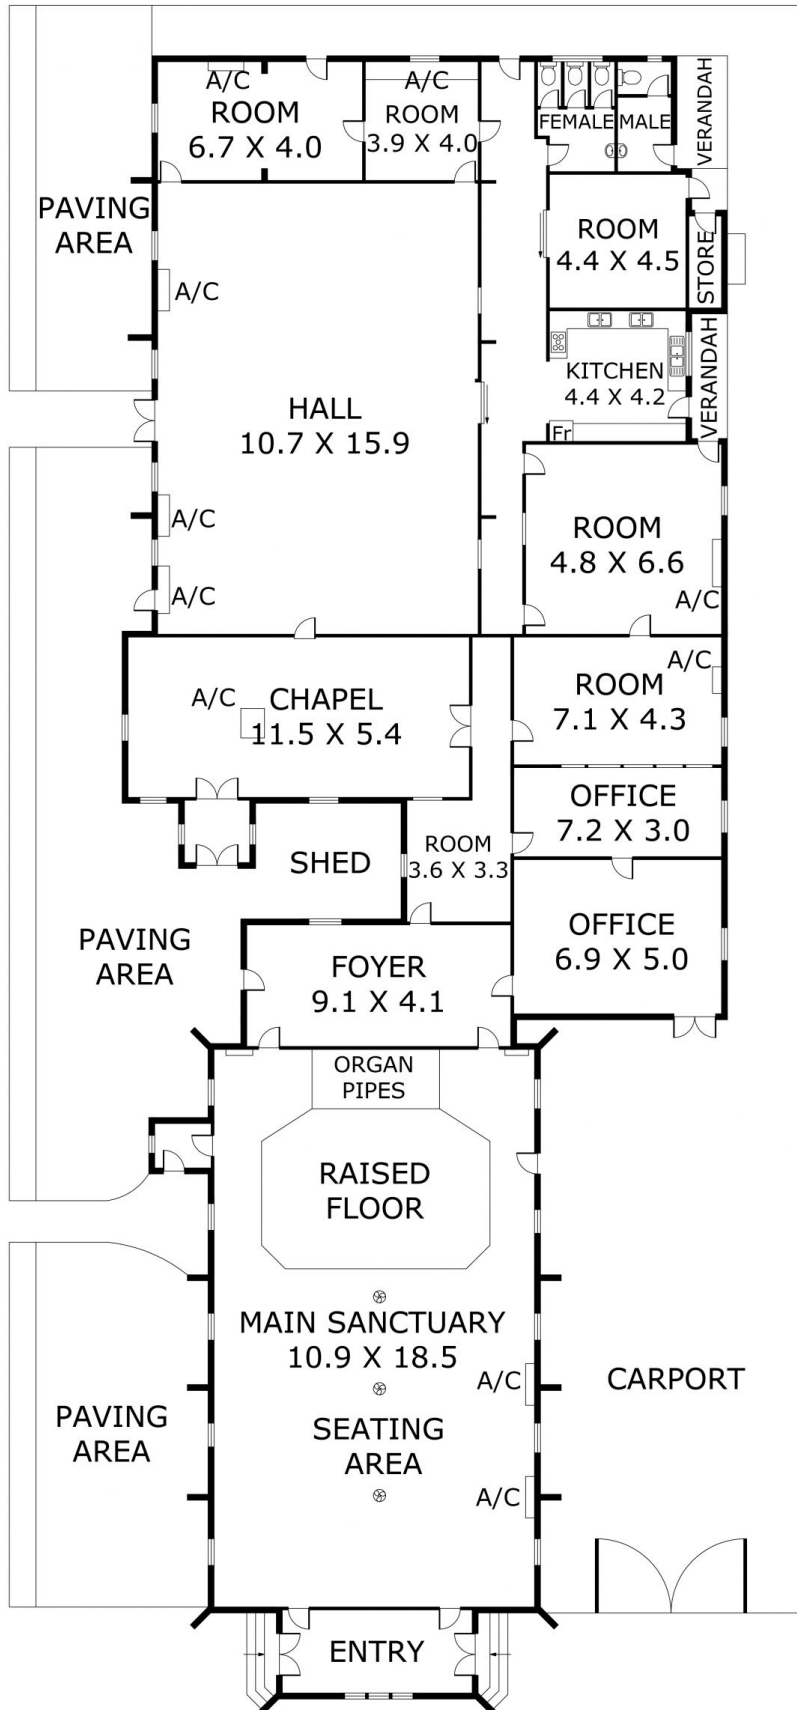 A/C
ROOM
6.7 X 4.0
A/C
ROOM
3.9 X 4.0
FEMALE
MALE
VERANDAH
PAVING
AREA
ROOM
4.4 X 4.5
STORE
A/C
KITCHEN
4.4 X 4.2
Fr
VERANDAH
HALL
10.7 X 15.9
A/C
A/C
ROOM
4.8 X 6.6
A/C
A/C
CHAPEL
11.5 X 5.4
A/C
ROOM
7.1 X 4.3
OFFICE
7.2 X 3.0
SHED
ROOM
3.6 X 3.3
PAVING
AREA
FOYER
9.1 X 4.1
OFFICE
6.9 X 5.0
ORGAN
PIPES
RAISED
FLOOR
MAIN SANCTUARY
10.9 X 18.5
A/C
SEATING
AREA
A/C
PAVING
AREA
CARPORT
ENTRY